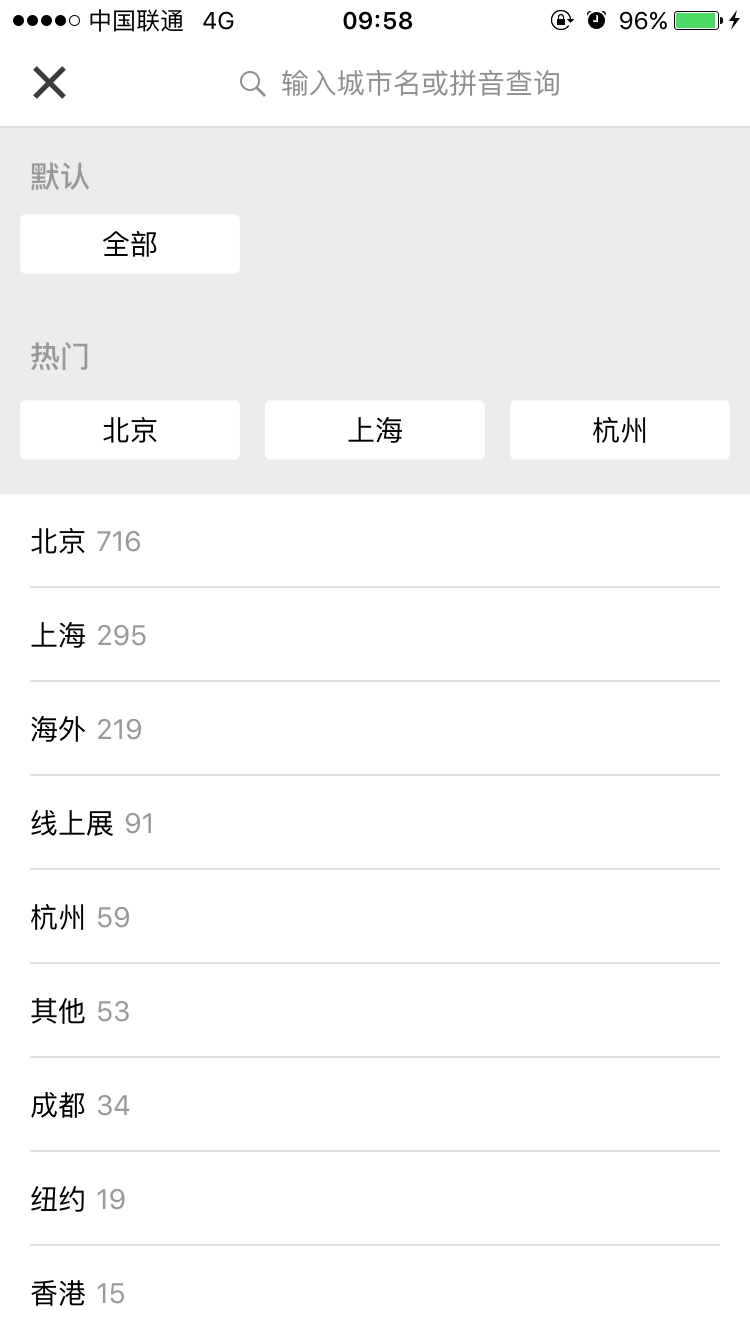 中国联通 4G 09:58 96%
输入城市名或拼音查询
默认
全部
热门
北京 上海 杭州
北京 716
上海 295
海外 219
线上展 91
杭州 59
其他 53
成都 34
纽约 19
香港 15